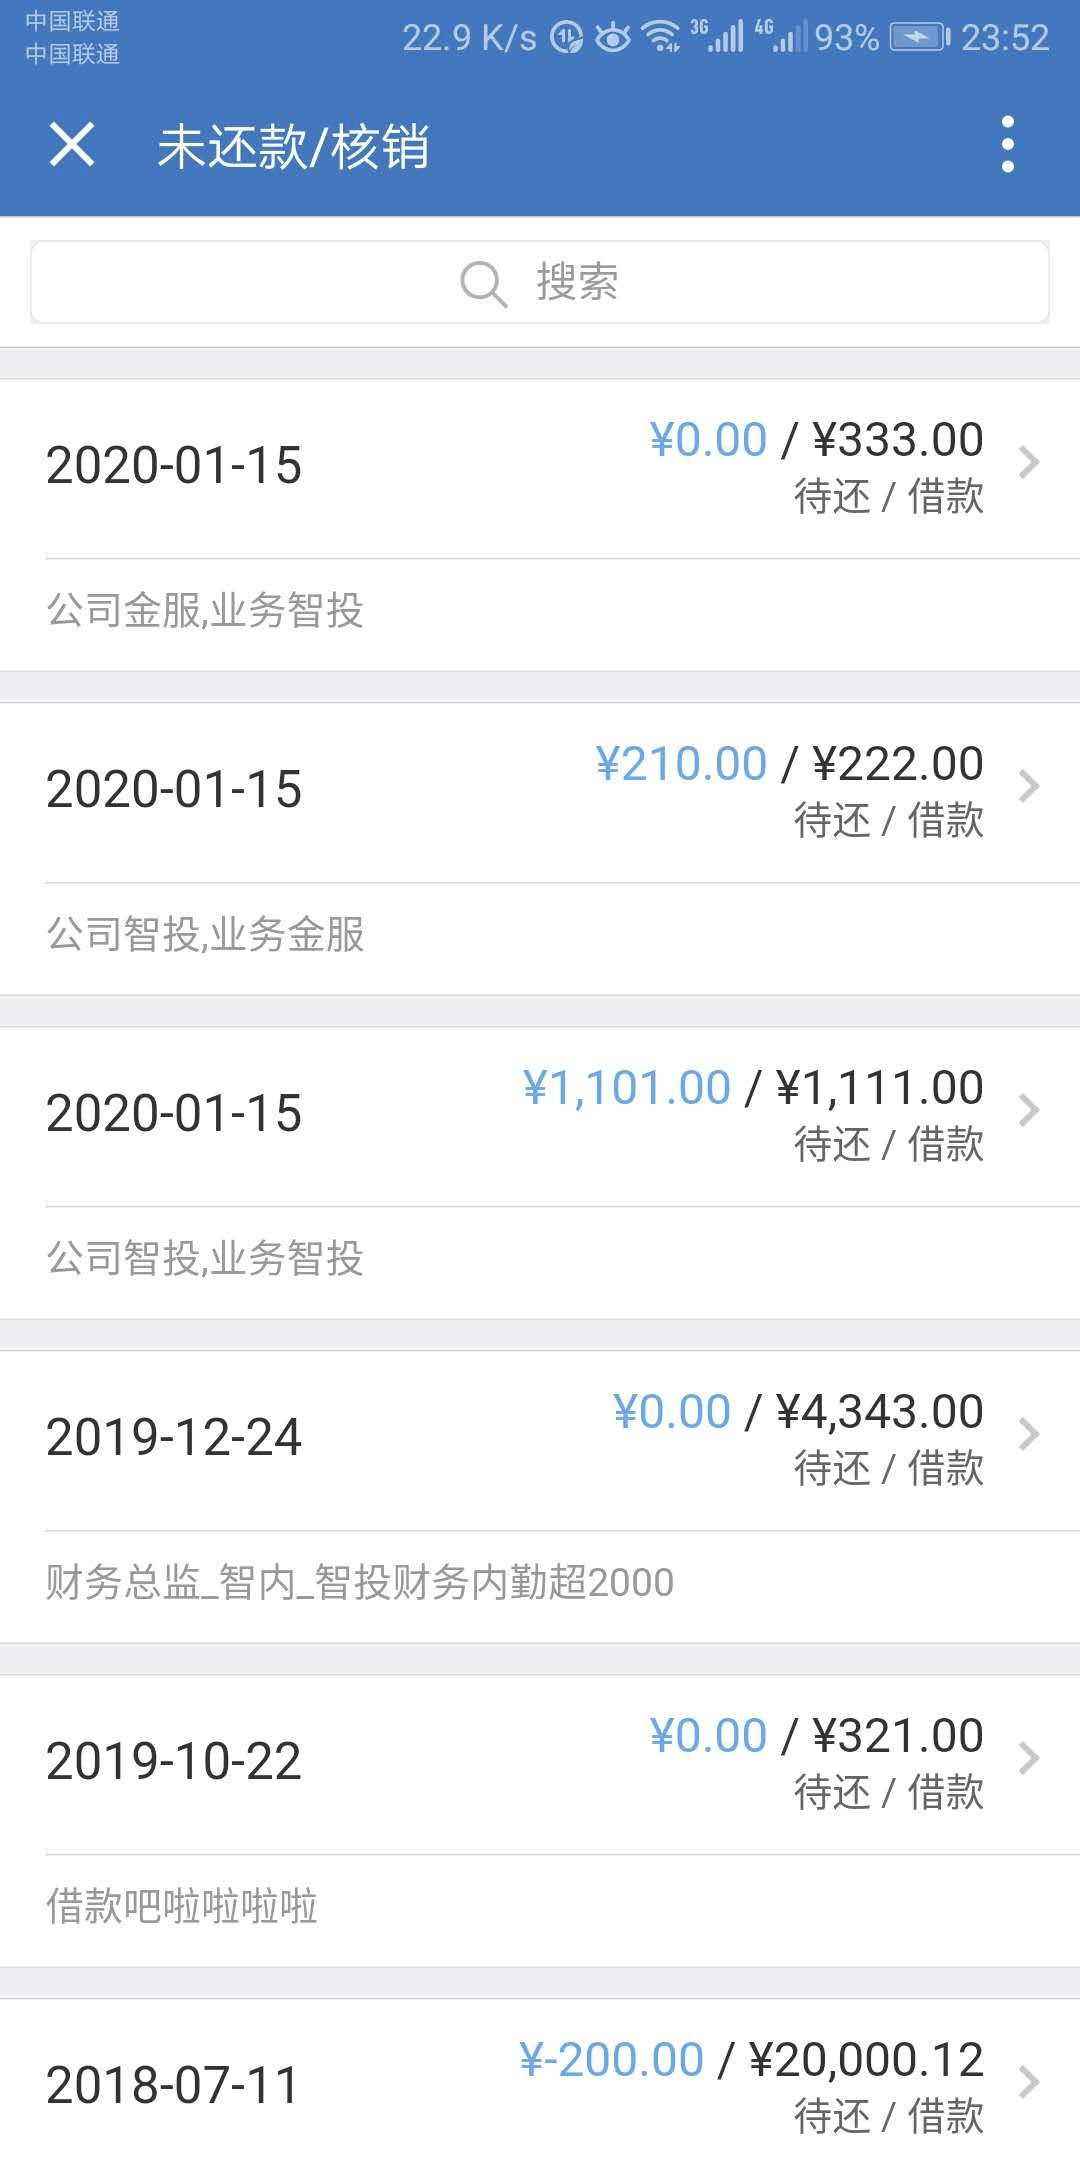 中国联通
中国联通
22.9 K/s 3G 4G 93% 23:52
未还款/核销
搜索
2020-01-15
¥0.00 / ¥333.00
待还 / 借款
公司金服,业务智投
2020-01-15
¥210.00 / ¥222.00
待还 / 借款
公司智投,业务金服
2020-01-15
¥1,101.00 / ¥1,111.00
待还 / 借款
公司智投,业务智投
2019-12-24
¥0.00 / ¥4,343.00
待还 / 借款
财务总监_智内_智投财务内勤超2000
2019-10-22
¥0.00 / ¥321.00
待还 / 借款
借款吧啦啦啦啦
2018-07-11
¥-200.00 / ¥20,000.12
待还 / 借款